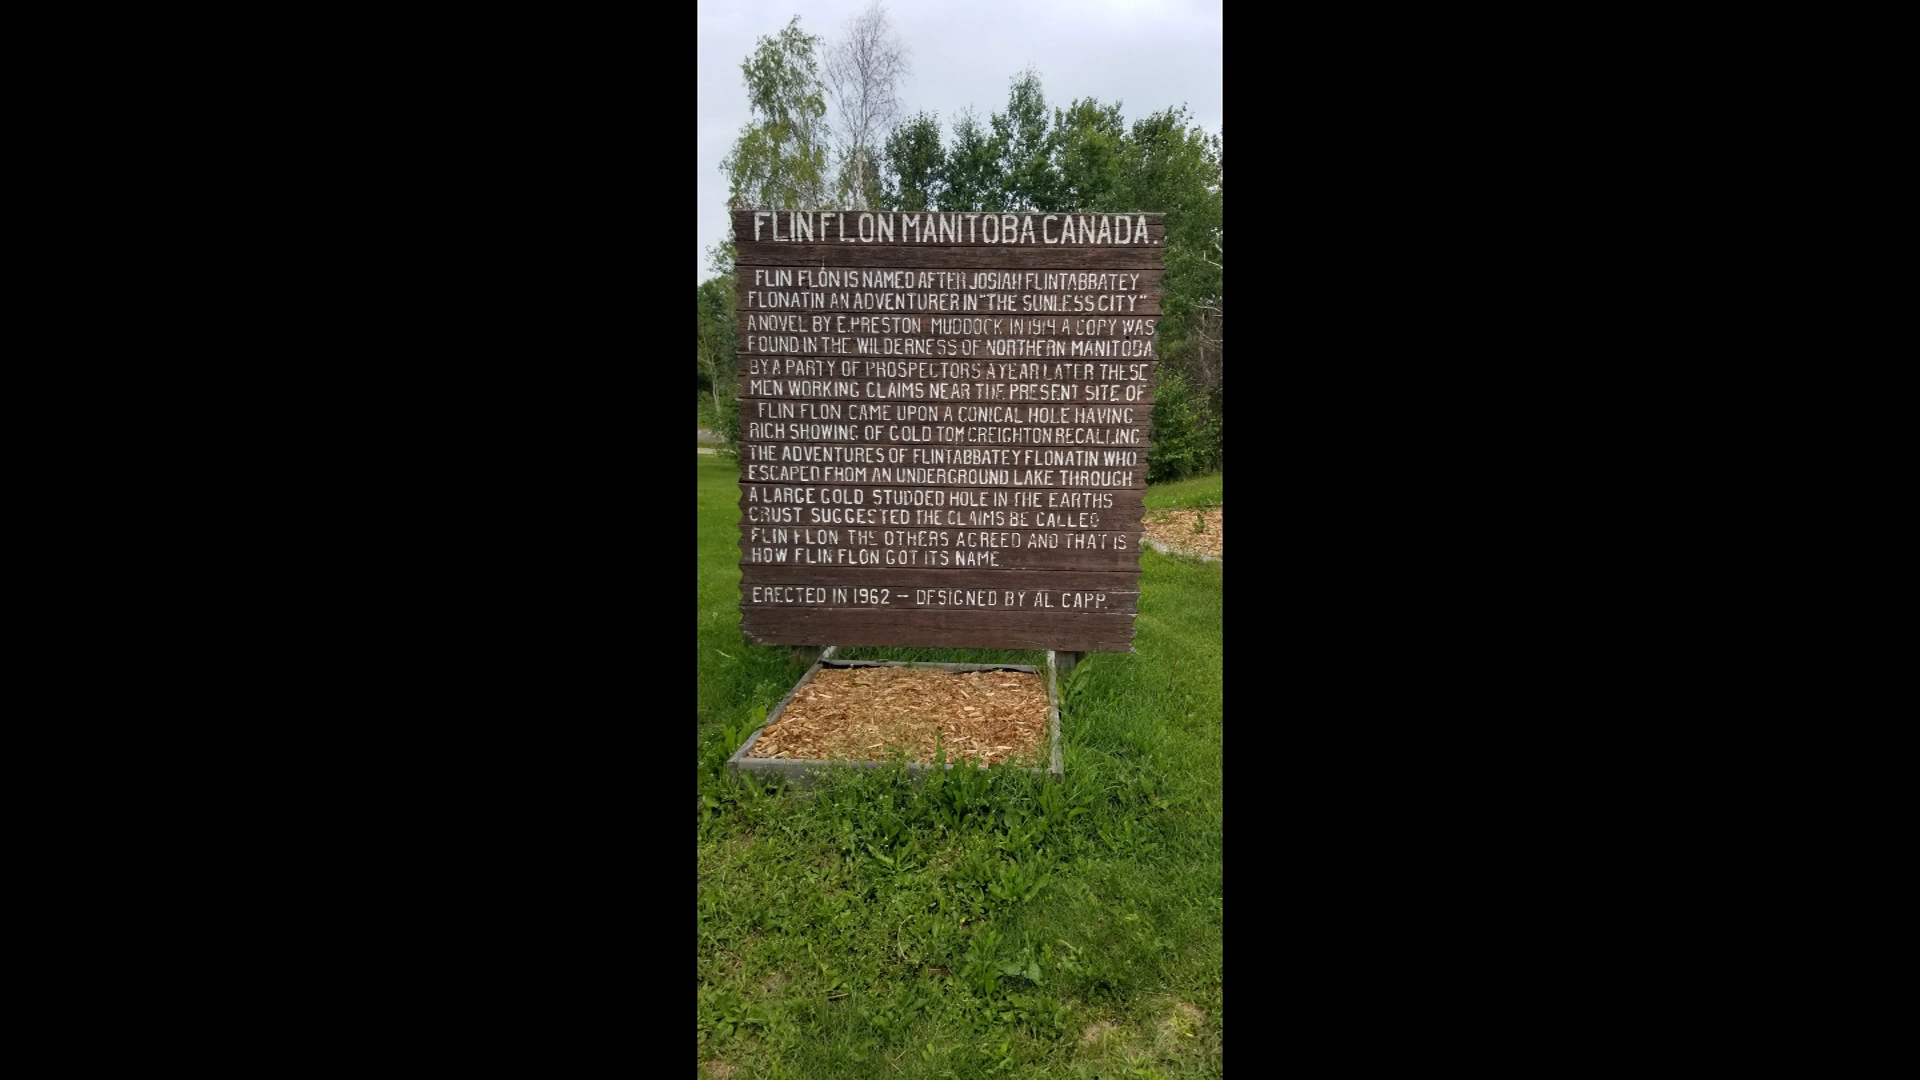 FLIN FLON MANITOBA CANADA.
FLIN FLON IS NAMED AFTER JOSIAH FLINTABBATEY
FLONATIN AN ADVENTURER IN "THE SUNLESS CITY"
A NOVEL BY E.PRESTON MUDDOCK IN 1914 A COPY WAS
FOUND IN THE WILDERNESS OF NORTHERN MANITOBA
BY A PARTY OF PROSPECTORS A YEAR LATER THESE
MEN WORKING CLAIMS NEAR THE PRESENT SITE OF
FLIN FLON CAME UPON A CONICAL HOLE HAVING
RICH SHOWING OF GOLD TOM CREIGHTON RECALLING
THE ADVENTURES OF FLINTABBATEY FLONATIN WHO
ESCAPED FROM AN UNDERGROUND LAKE THROUGH
A LARGE GOLD STUDDED HOLE IN THE EARTHS
CRUST SUGGESTED THE CLAIMS BE CALLED
FLIN FLON THE OTHERS AGREED AND THAT IS
HOW FLIN FLON GOT ITS NAME
ERECTED IN 1962 - DESIGNED BY AL CAPP.